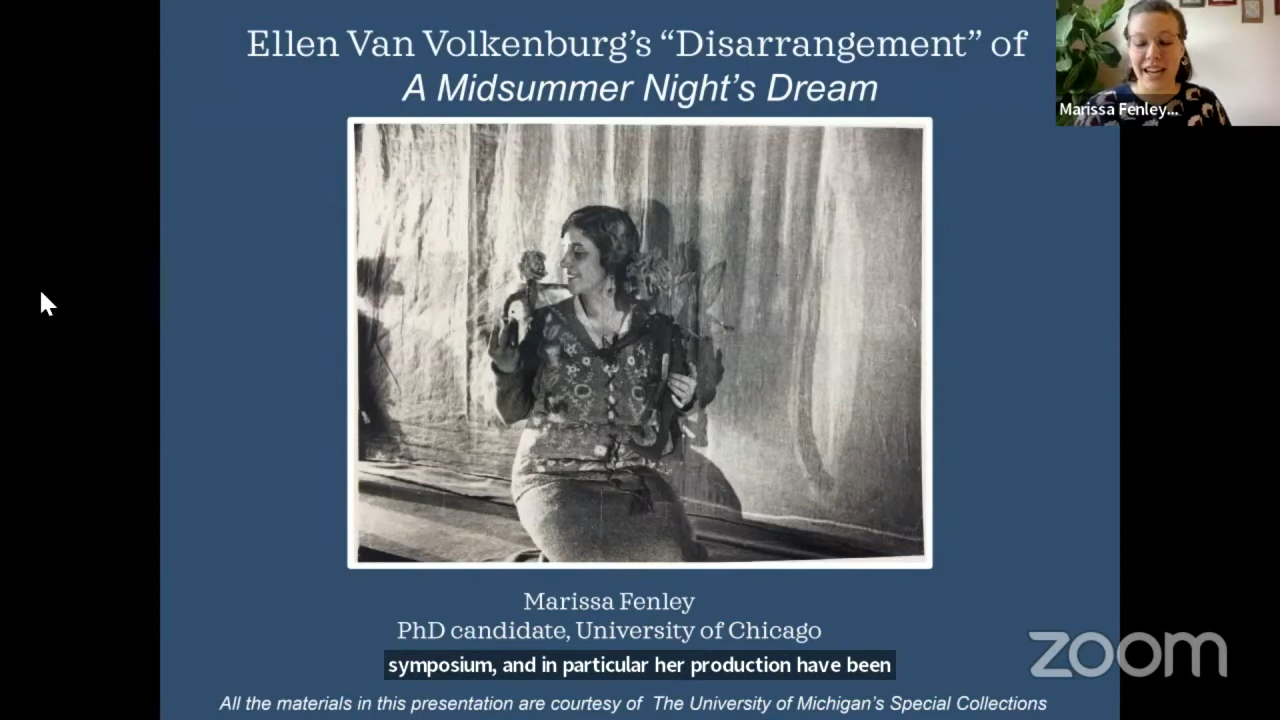 Ellen Van Volkenburg’s “Disarrangement” of
A Midsummer Night’s Dream
Marissa Fenley...
Marissa Fenley
PhD candidate, University of Chicago
symposium, and in particular her production have been
zoom
All the materials in this presentation are courtesy of The University of Michigan’s Special Collections